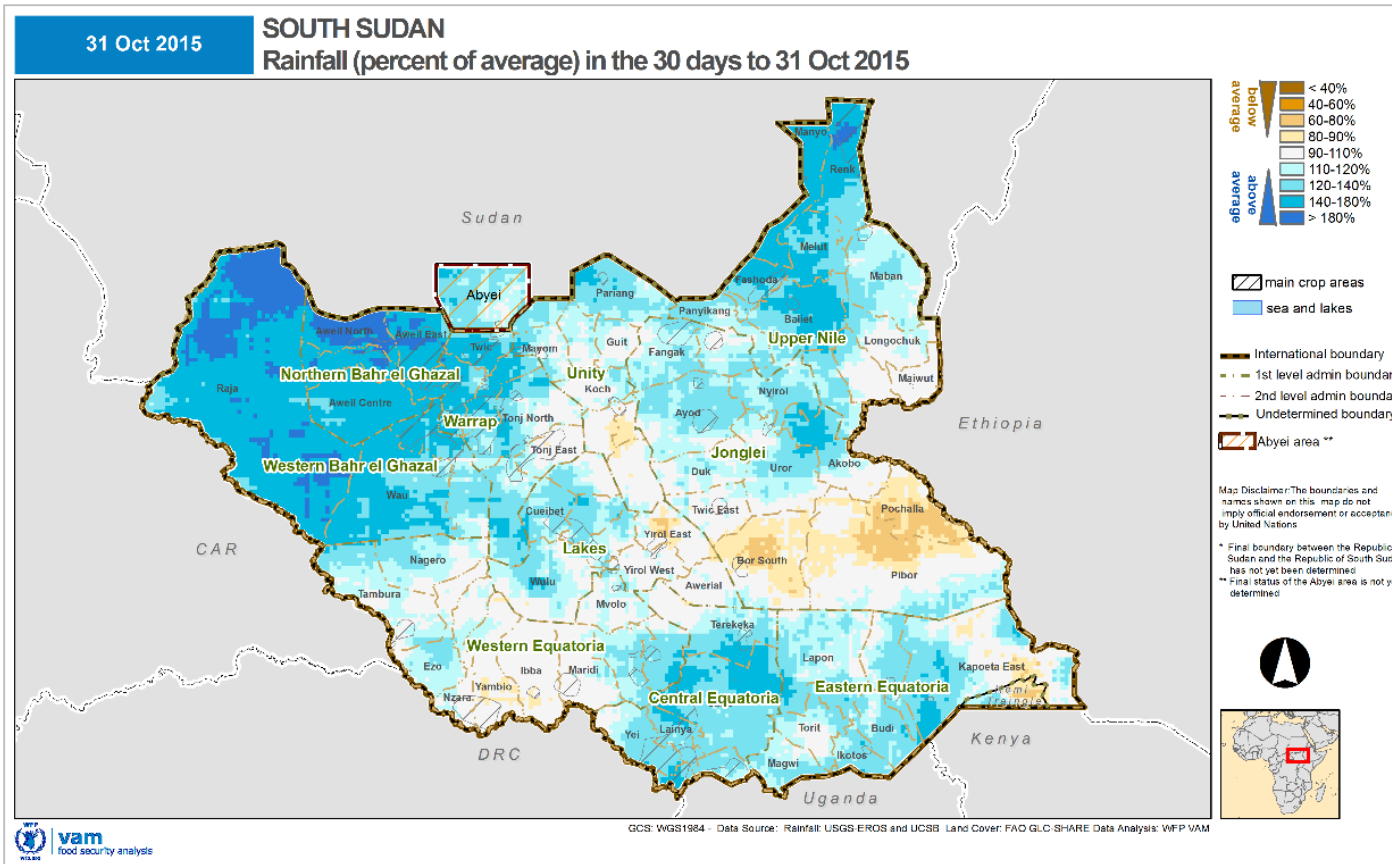 31 Oct 2015
SOUTH SUDAN
Rainfall (percent of average) in the 30 days to 31 Oct 2015
below average
< 40%
40-60%
60-80%
80-90%
90-110%
110-120%
120-140%
140-180%
> 180%
above average
main crop areas
sea and lakes
International boundary
1st level admin boundar
2nd level admin bounda
Undetermined boundary
Abyei area **
Map Disclaimer:The boundaries and
names shown on this map do not
imply official endorsement or acceptanc
by United Nations
* Final boundary between the Republic
Sudan and the Republic of South Sud
has not yet been determined
** Final status of the Abyei area is not y
determined
Manyo
Renk
Sudan
Melut
Maban
Fashoda
Abyei
Pariang
Panyikang
Baliet
Upper Nile
Longochuk
Maiwut
Aweil North
Aweil East
Twic
Mayom
Guit
Fangak
Raja
Northern Bahr el Ghazal
Unity
Koch
Nyirol
Aweil Centre
Warrap
Tonj North
Ayod
Ethiopia
Tonj East
Jonglei
Western Bahr el Ghazal
Duk
Uror
Akobo
Wau
Cueibet
Twic East
Pochalla
CAR
Nagero
Lakes
Yirol East
Bor South
Yirol West
Pibor
Wulu
Awerial
Tambura
Mvolo
Terekeka
Western Equatoria
Ezo
Ibba
Maridi
Lapon
Kapoeta East
Nzara
Yambio
Central Equatoria
Eastern Equatoria
Yei
Lainya
Torit
Budi
Ikotos
Magwi
DRC
Kenya
Uganda
WFP
wfp.org
vam
food security analysis
GCS: WGS1984 - Data Source: Rainfall: USGS-EROS and UCSB Land Cover: FAO GLC-SHARE Data Analysis: WFP VAM